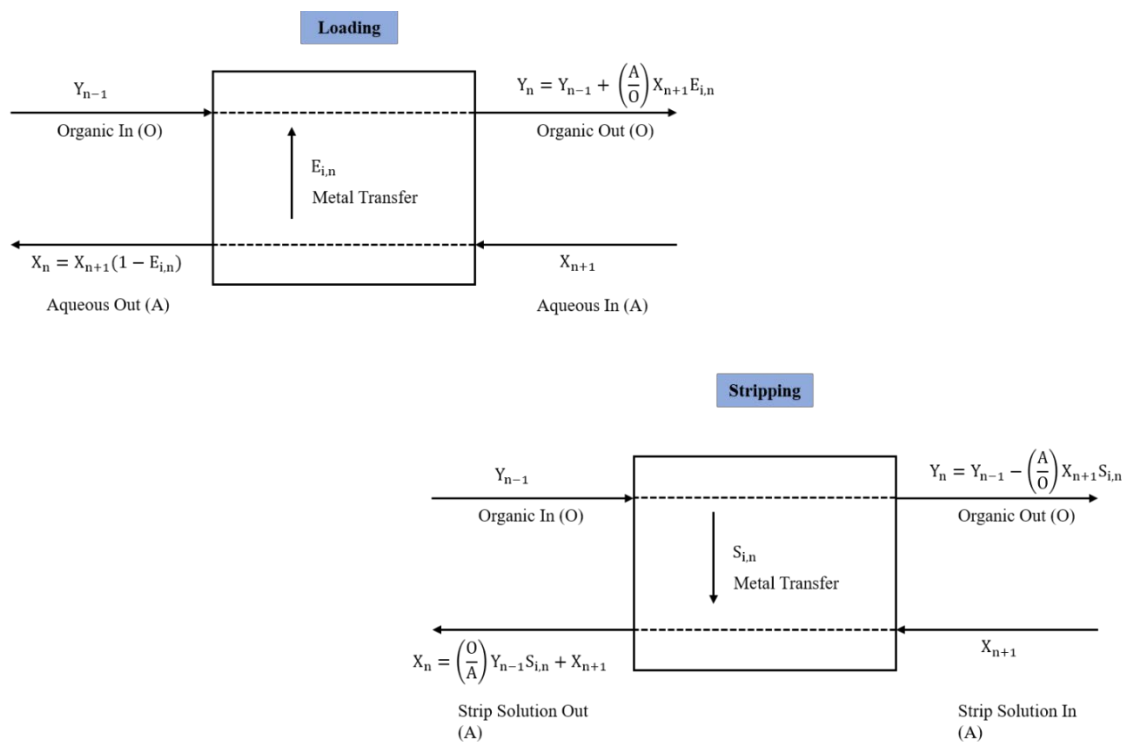 Loading
Y_{n−1}
Y_n = Y_{n−1} + (A/O) X_{n+1}E_{i,n}
Organic In (O)
Organic Out (O)
E_{i,n}
Metal Transfer
X_n = X_{n+1}(1 − E_{i,n})
X_{n+1}
Aqueous Out (A)
Aqueous In (A)
Stripping
Y_{n−1}
Y_n = Y_{n−1} − (A/O) X_{n+1}S_{i,n}
Organic In (O)
Organic Out (O)
S_{i,n}
Metal Transfer
X_n = (O/A) Y_{n−1}S_{i,n} + X_{n+1}
X_{n+1}
Strip Solution Out
(A)
Strip Solution In
(A)